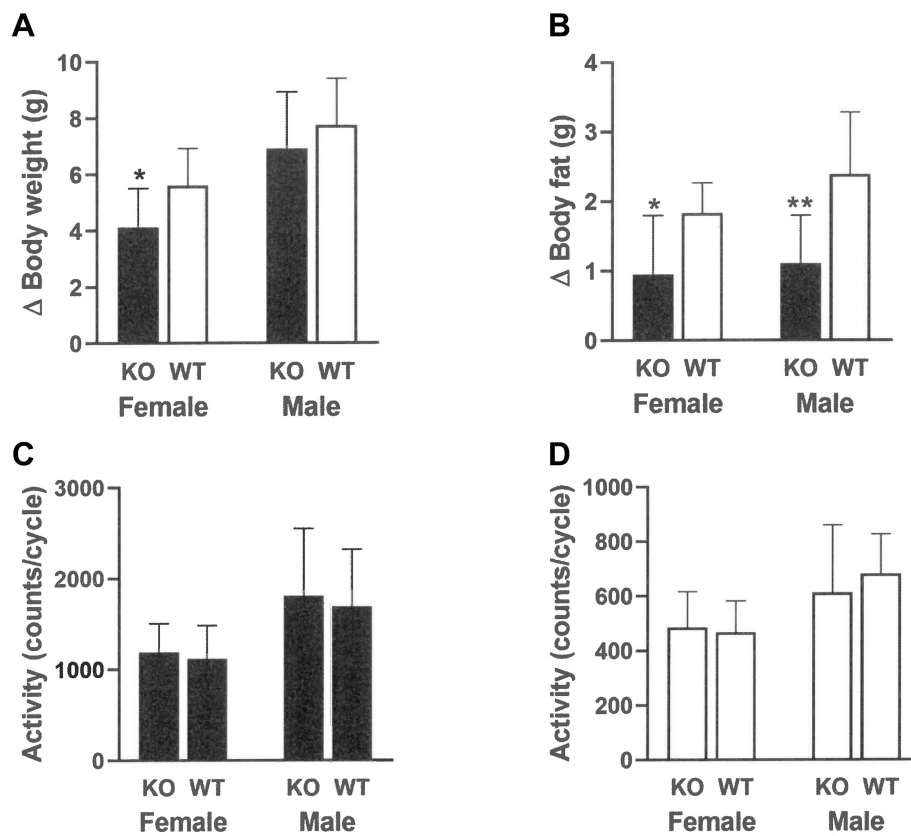 A
Δ Body weight (g)
10
8
6
4
2
0
*
KO WT KO WT
Female Male
B
Δ Body fat (g)
4
3
2
1
0
*
**
KO WT KO WT
Female Male
C
Activity (counts/cycle)
3000
2000
1000
0
KO WT KO WT
Female Male
D
Activity (counts/cycle)
1000
800
600
400
200
0
KO WT KO WT
Female Male